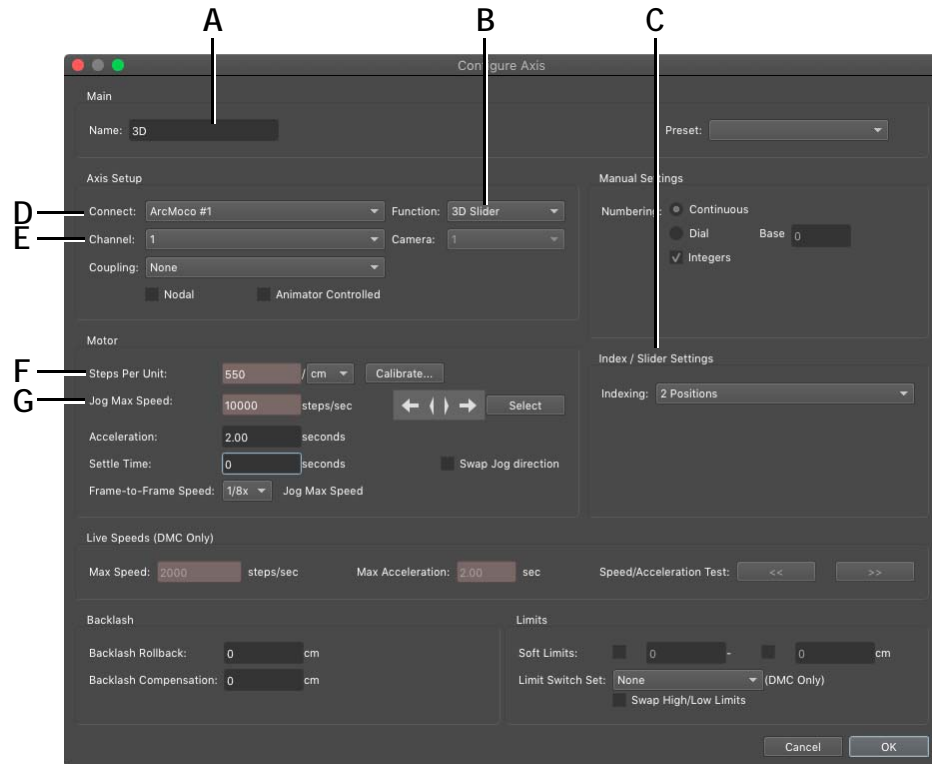 A B C
Configure Axis
Main
Name: 3D Preset:
Axis Setup Manual Settings
D Connect: ArcMoco #1 Function: 3D Slider Numbering: Continuous
E Channel: 1 Camera: 1 Dial Base 0
Coupling: None Integers
Nodal Animator Controlled
Motor Index / Slider Settings
F Steps Per Unit: 550 / cm Calibrate...
Indexing: 2 Positions
G Jog Max Speed: 10000 steps/sec Select
Acceleration: 2.00 seconds
Settle Time: 0 seconds Swap Jog direction
Frame-to-Frame Speed: 1/8x Jog Max Speed
Live Speeds (DMC Only)
Max Speed: 2000 steps/sec Max Acceleration: 2.00 sec Speed/Acceleration Test: << >>
Backlash Limits
Backlash Rollback: 0 cm Soft Limits: 0 - 0 cm
Backlash Compensation: 0 cm Limit Switch Set: None (DMC Only)
Swap High/Low Limits
Cancel OK